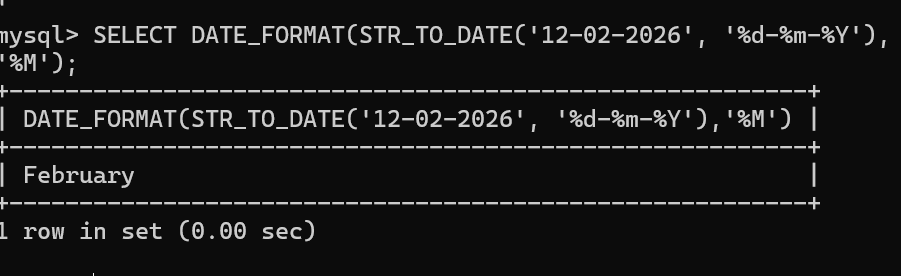 mysql> SELECT DATE_FORMAT(STR_TO_DATE('12-02-2026', '%d-%m-%Y'),
'%M');
+---------------------------------------------------------+
| DATE_FORMAT(STR_TO_DATE('12-02-2026', '%d-%m-%Y'),'%M') |
+---------------------------------------------------------+
| February                                                |
+---------------------------------------------------------+
1 row in set (0.00 sec)